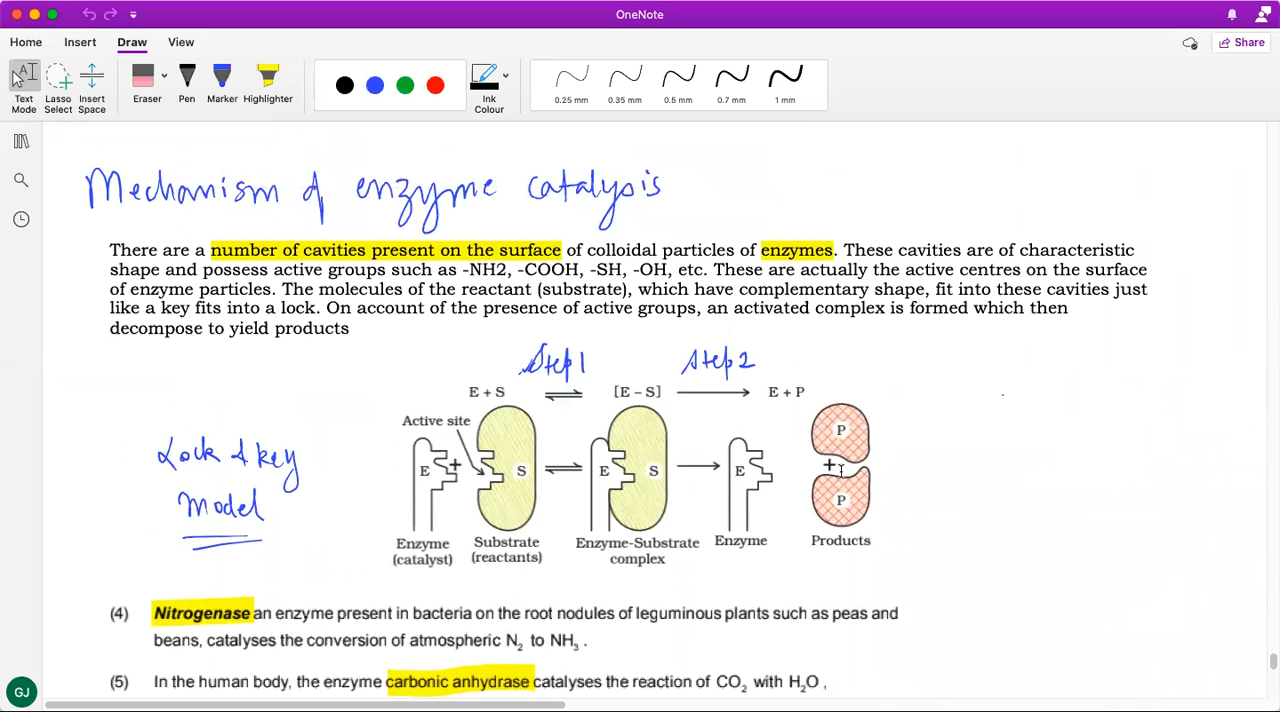 OneNote
Home Insert Draw View
Share
Text Mode
Lasso Select
Insert Space
Eraser
Pen
Marker
Highlighter
Ink Colour
0.25 mm 0.35 mm 0.5 mm 0.7 mm 1 mm
Mechanism of enzyme catalysis
There are a number of cavities present on the surface of colloidal particles of enzymes. These cavities are of characteristic
shape and possess active groups such as -NH2, -COOH, -SH, -OH, etc. These are actually the active centres on the surface
of enzyme particles. The molecules of the reactant (substrate), which have complementary shape, fit into these cavities just
like a key fits into a lock. On account of the presence of active groups, an activated complex is formed which then
decompose to yield products
Step 1 Step 2
E + S ⇌ [E – S] ⟶ E + P
Active site
Lock & key
Model
E + S ⇌ E S ⟶ E P + P
Enzyme (catalyst)
Substrate (reactants)
Enzyme-Substrate complex
Enzyme
Products
(4) Nitrogenase an enzyme present in bacteria on the root nodules of leguminous plants such as peas and
beans, catalyses the conversion of atmospheric N₂ to NH₃ .
(5) In the human body, the enzyme carbonic anhydrase catalyses the reaction of CO₂ with H₂O ,
GJ